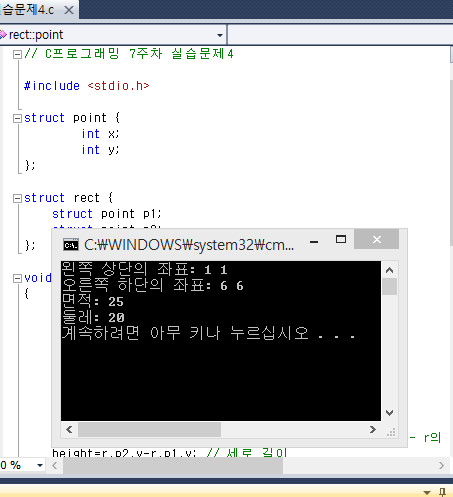 습문제4.c
rect::point
// C프로그래밍 7주차 실습문제4
#include <stdio.h>
struct point {
int x;
int y;
};
struct rect {
struct point p1;
struct point p2;
};
void
{
C:₩WINDOWS₩system32₩cm...
왼쪽 상단의 좌표: 1 1
오른쪽 하단의 좌표: 6 6
면적: 25
둘레: 20
계속하려면 아무 키나 누르십시오 . . .
- r의
height=r.p2.y-r.p1.y; // 세로 길이
0 %